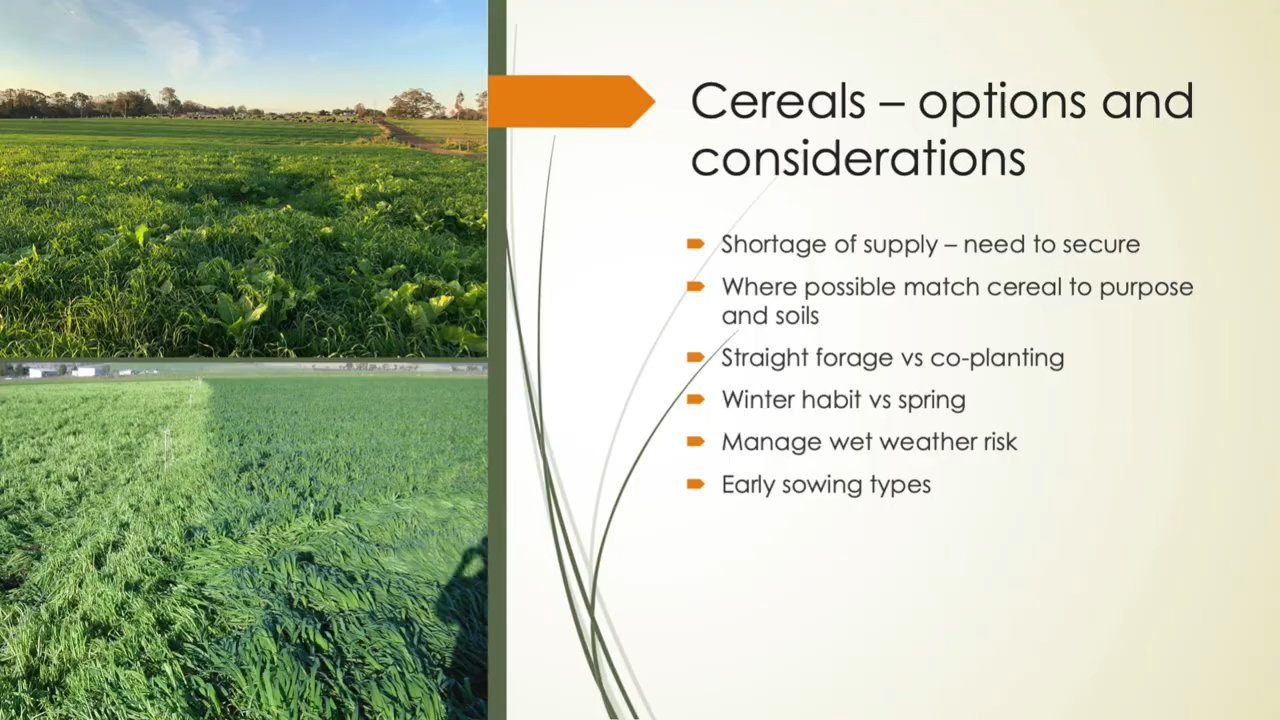 Cereals – options and
considerations
Shortage of supply – need to secure
Where possible match cereal to purpose
and soils
Straight forage vs co-planting
Winter habit vs spring
Manage wet weather risk
Early sowing types